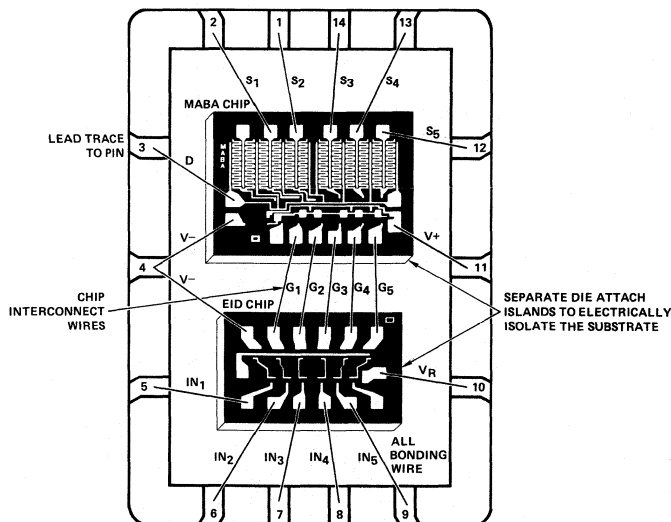 2 1 14 13
S1 S2 S3 S4
MABA CHIP
LEAD TRACE
TO PIN
3
MABA
S5
12
D
V–
V+
4
11
V–
CHIP
INTERCONNECT
WIRES
G1 G2 G3 G4 G5
SEPARATE DIE ATTACH
ISLANDS TO ELECTRICALLY
ISOLATE THE SUBSTRATE
EID CHIP
5
IN1
VR
10
IN2 IN3 IN4 IN5
ALL
BONDING
WIRE
6 7 8 9